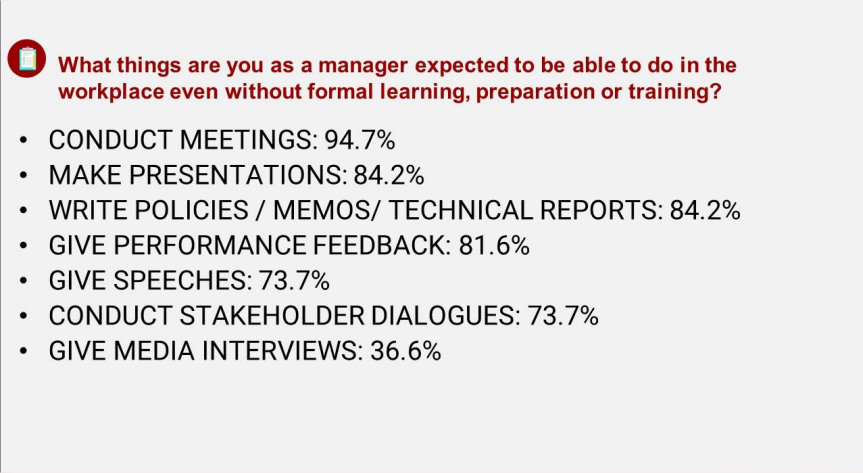 What things are you as a manager expected to be able to do in the
workplace even without formal learning, preparation or training?
• CONDUCT MEETINGS: 94.7%
• MAKE PRESENTATIONS: 84.2%
• WRITE POLICIES / MEMOS/ TECHNICAL REPORTS: 84.2%
• GIVE PERFORMANCE FEEDBACK: 81.6%
• GIVE SPEECHES: 73.7%
• CONDUCT STAKEHOLDER DIALOGUES: 73.7%
• GIVE MEDIA INTERVIEWS: 36.6%